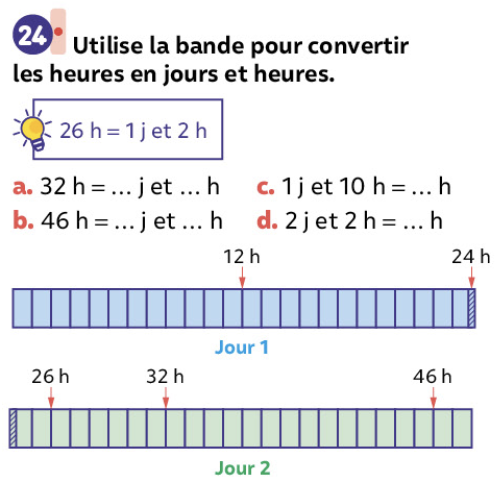 24 Utilise la bande pour convertir
les heures en jours et heures.
26 h = 1 j et 2 h
a. 32 h = ... j et ... h
c. 1 j et 10 h = ... h
b. 46 h = ... j et ... h
d. 2 j et 2 h = ... h
12 h
24 h
Jour 1
26 h
32 h
46 h
Jour 2